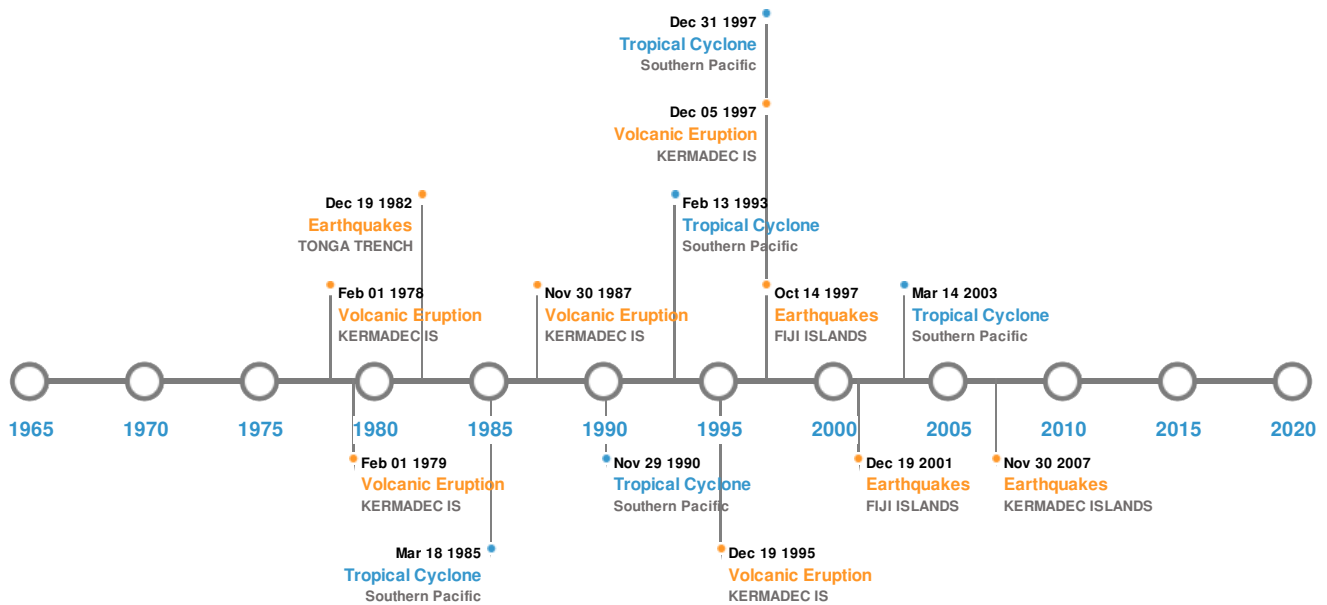 Dec 31 1997
Tropical Cyclone
Southern Pacific
Dec 05 1997
Volcanic Eruption
KERMADEC IS
Dec 19 1982
Earthquakes
TONGA TRENCH
Feb 13 1993
Tropical Cyclone
Southern Pacific
Feb 01 1978
Volcanic Eruption
KERMADEC IS
Nov 30 1987
Volcanic Eruption
KERMADEC IS
Oct 14 1997
Earthquakes
FIJI ISLANDS
Mar 14 2003
Tropical Cyclone
Southern Pacific
1965 1970 1975 1980 1985 1990 1995 2000 2005 2010 2015 2020
Feb 01 1979
Volcanic Eruption
KERMADEC IS
Nov 29 1990
Tropical Cyclone
Southern Pacific
Dec 19 2001
Earthquakes
FIJI ISLANDS
Nov 30 2007
Earthquakes
KERMADEC ISLANDS
Mar 18 1985
Tropical Cyclone
Southern Pacific
Dec 19 1995
Volcanic Eruption
KERMADEC IS